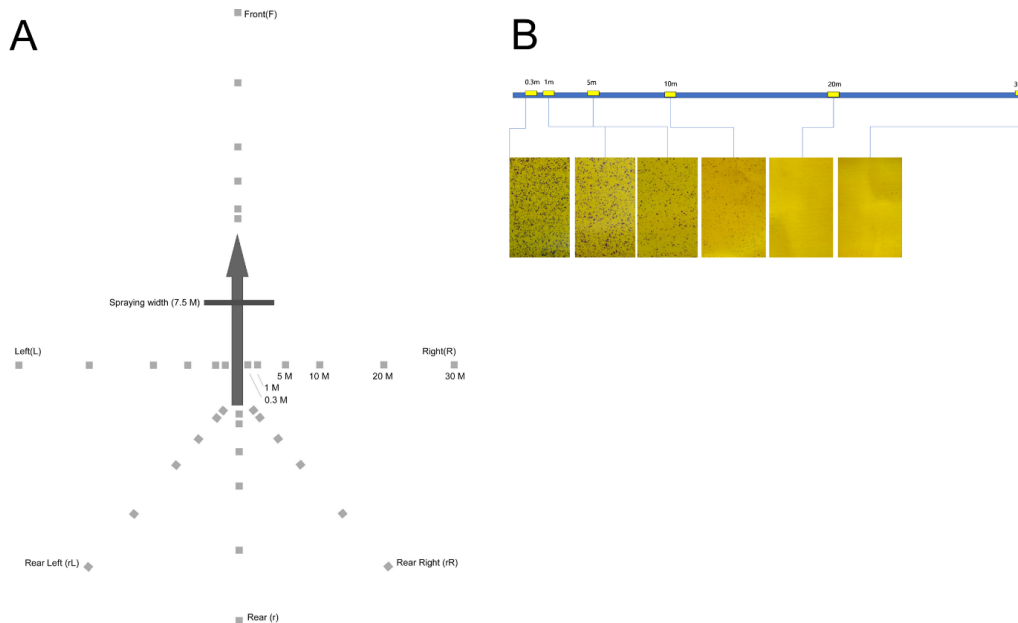 A
Front(F)
Spraying width (7.5 M)
Left(L)
Right(R)
5 M
10 M
20 M
30 M
1 M
0.3 M
Rear Left (rL)
Rear Right (rR)
Rear (r)
B
0.3m
1m
5m
10m
20m
3